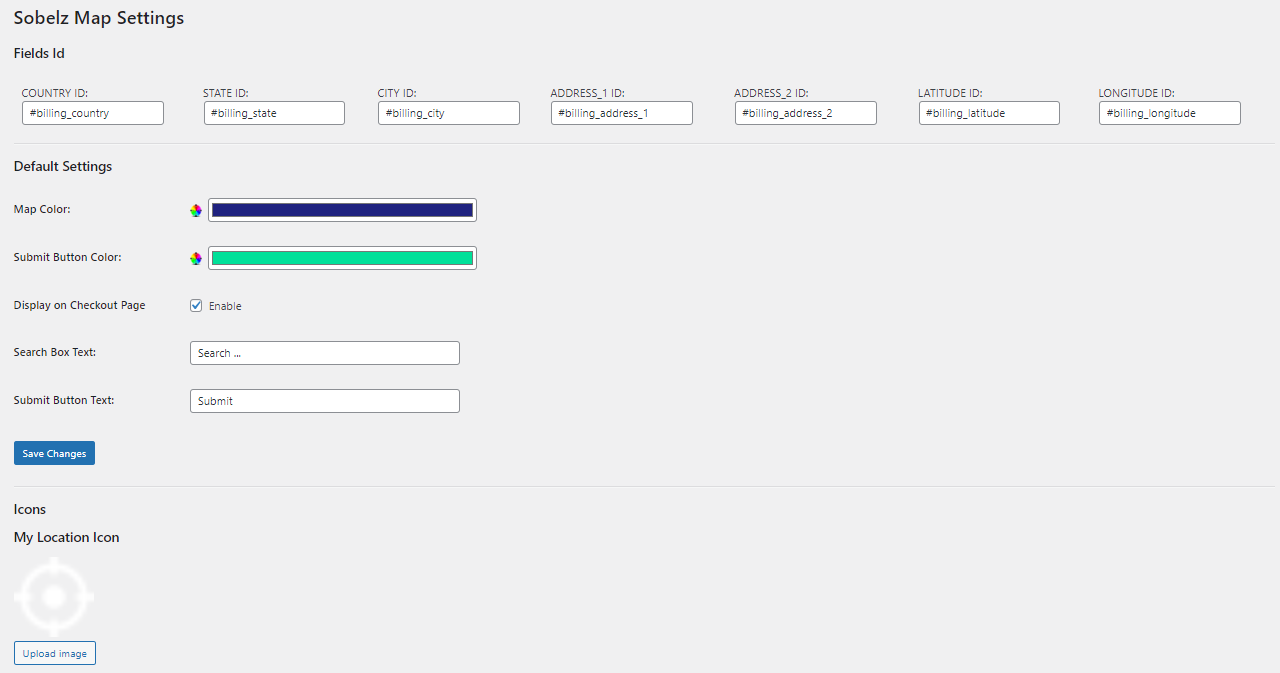 Sobelz Map Settings
Fields Id
COUNTRY ID: STATE ID: CITY ID: ADDRESS_1 ID: ADDRESS_2 ID: LATITUDE ID: LONGITUDE ID:
#billing_country #billing_state #billing_city #billing_address_1 #billing_address_2 #billing_latitude #billing_longitude
Default Settings
Map Color:
Submit Button Color:
Display on Checkout Page Enable
Search Box Text: Search ...
Submit Button Text: Submit
Save Changes
Icons
My Location Icon
Upload image